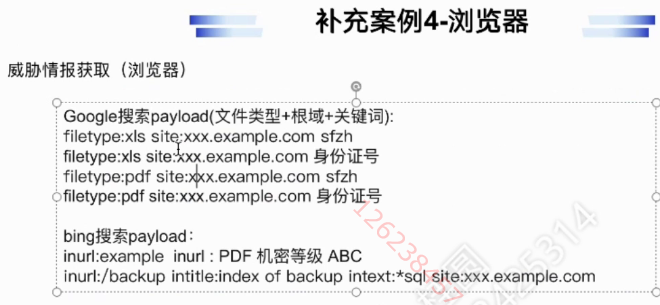 补充案例4-浏览器
威胁情报获取（浏览器）
Google搜索payload(文件类型+根域+关键词):
filetype:xls site:xxx.example.com sfzh
filetype:xls site:xxx.example.com 身份证号
filetype:pdf site:xxx.example.com sfzh
filetype:pdf site:xxx.example.com 身份证号
bing搜索payload：
inurl:example inurl : PDF 机密等级 ABC
inurl:/backup intitle:index of backup intext:*sql site:xxx.example.com